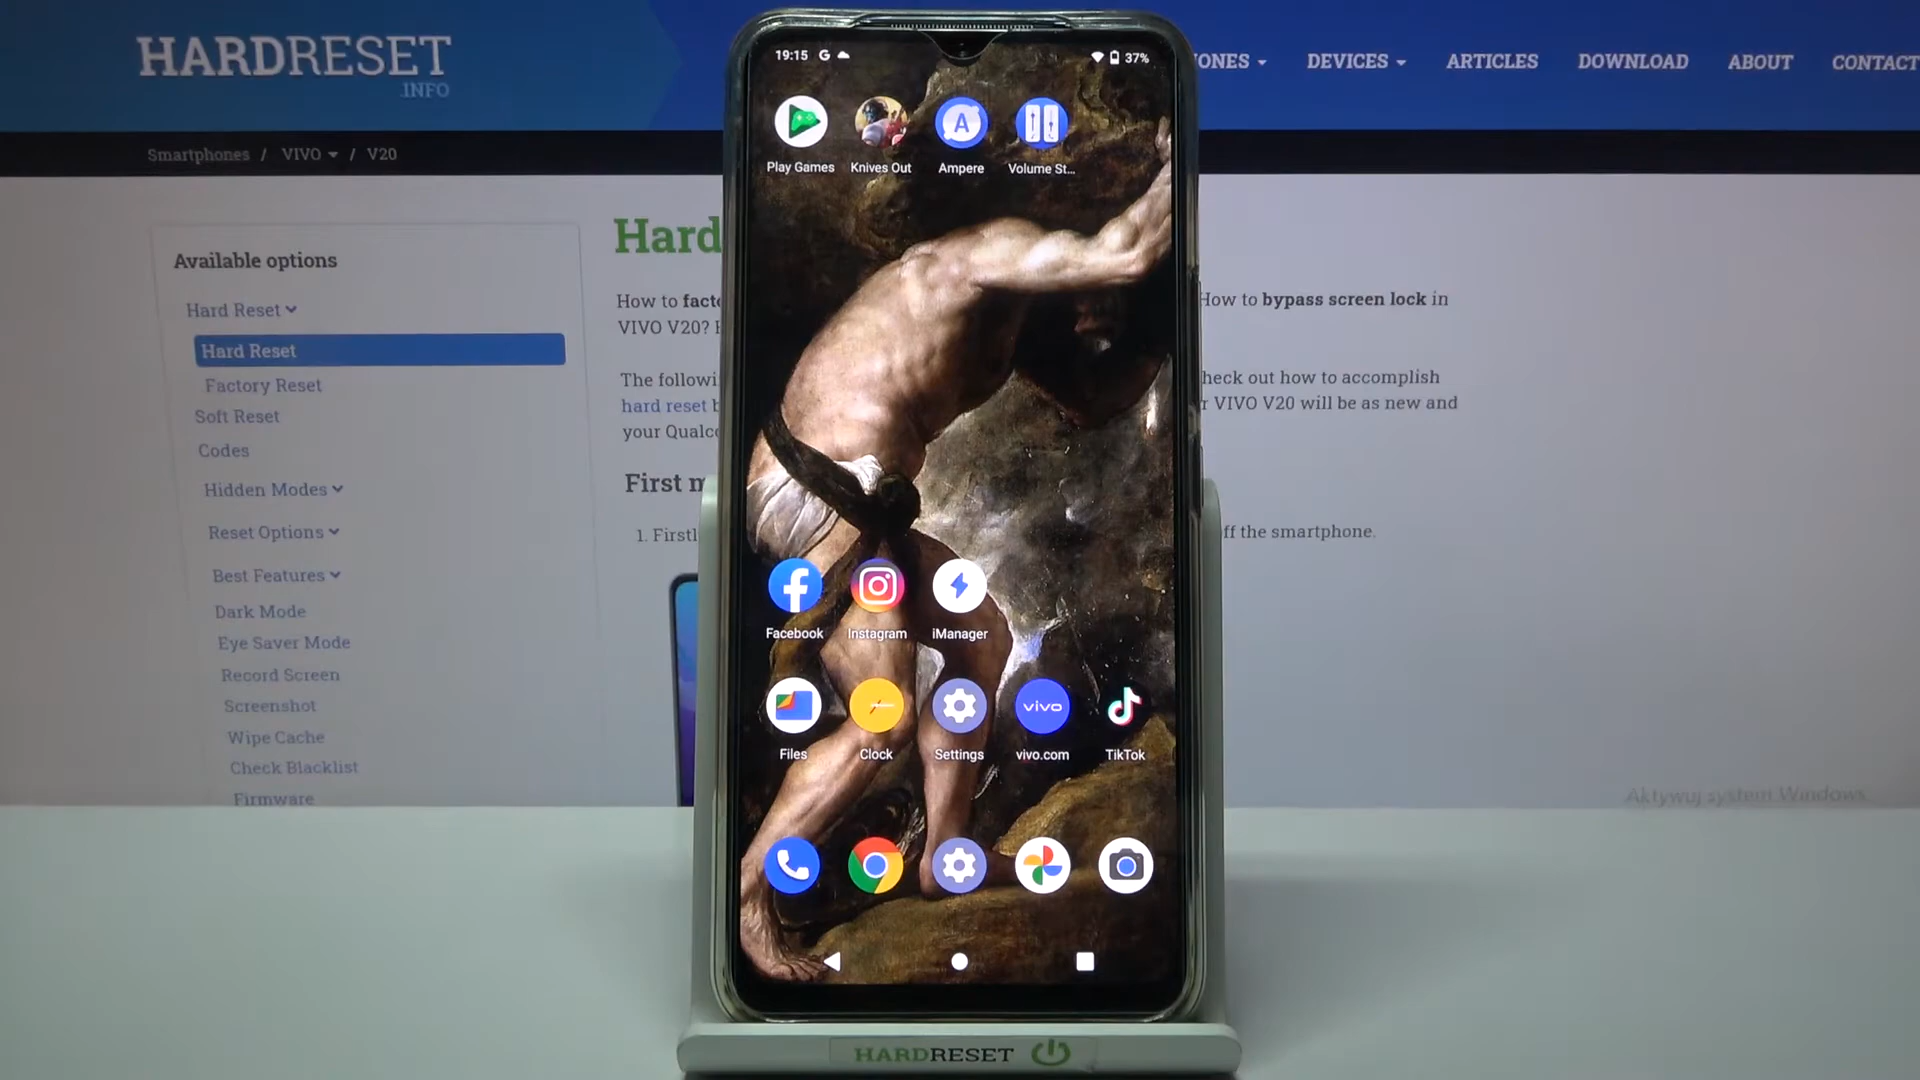 HARDRESET
.INFO
ONES
DEVICES
ARTICLES
DOWNLOAD
ABOUT
CONTACT
Smartphones / VIVO / V20
Available options
Hard Reset
Hard Reset
Factory Reset
Soft Reset
Codes
Hidden Modes
Reset Options
Best Features
Dark Mode
Eye Saver Mode
Record Screen
Screenshot
Wipe Cache
Check Blacklist
Firmware
Hard
How to fact
How to bypass screen lock in
VIVO V20?
The followi
heck out how to accomplish
hard reset
r VIVO V20 will be as new and
your Qualc
First
1. Firstl
ff the smartphone.
19:15 G
37%
Play Games
Knives Out
A
Ampere
Volume St...
Facebook
Instagram
iManager
Files
Clock
Settings
vivo
vivo.com
TikTok
Aktywuj system Windows
HARDRESET